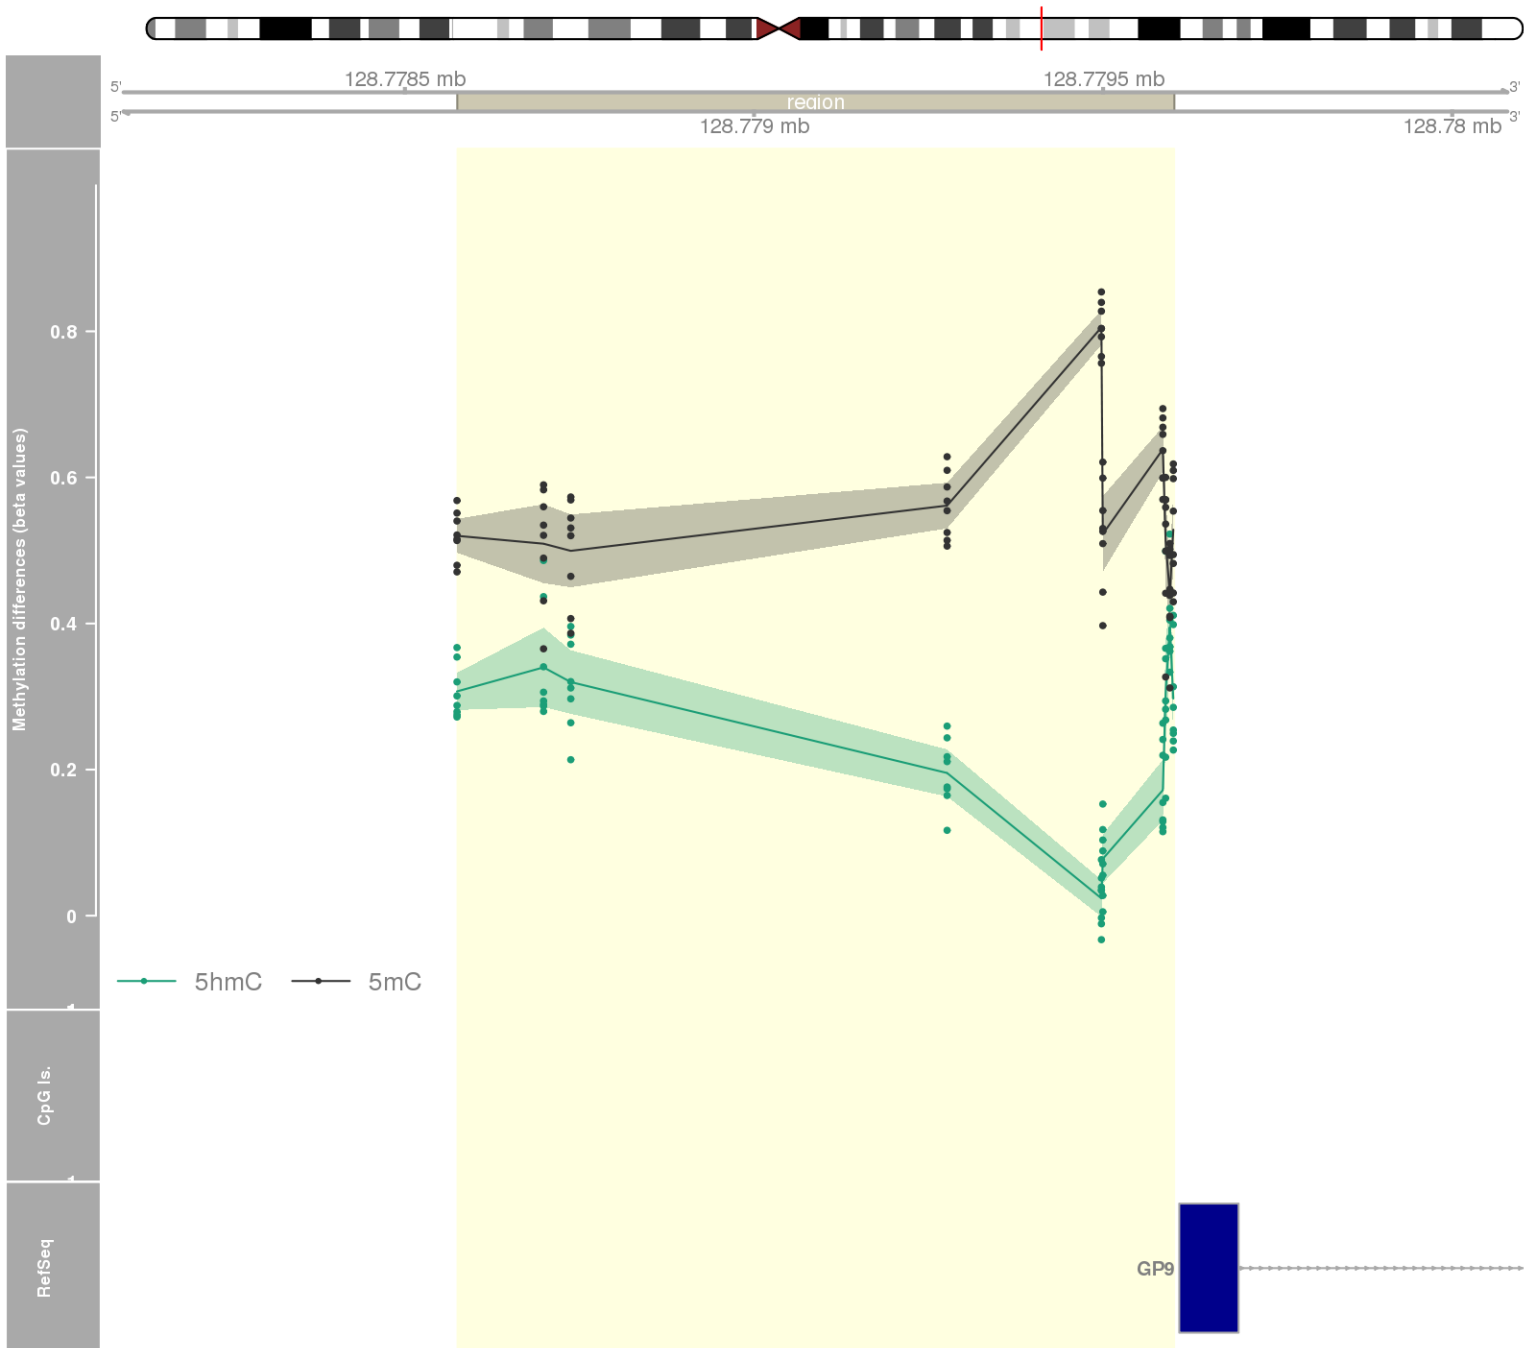 128.7785 mb
128.7795 mb
5'
3'
region
5'
3'
128.779 mb
128.78 mb
Methylation differences (beta values)
0.8
0.6
0.4
0.2
0
5hmC
5mC
CpG Is.
RefSeq
GP9